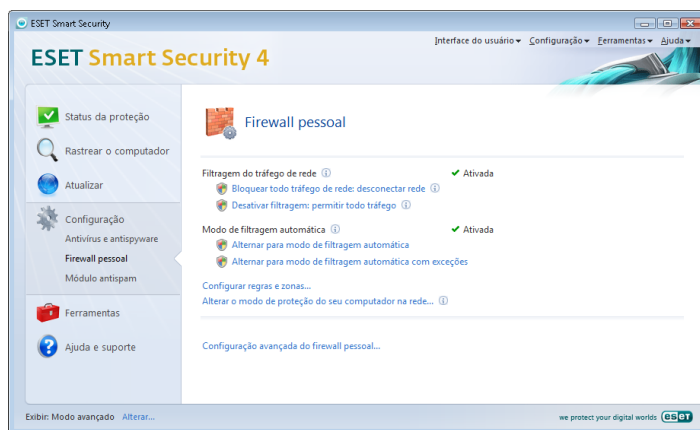 ESET Smart Security
Interface do usuário Configuração Ferramentas Ajuda
ESET Smart Security 4
Status da proteção
Rastrear o computador
Atualizar
Configuração
Antivírus e antispyware
Firewall pessoal
Módulo antispam
Ferramentas
Ajuda e suporte
Firewall pessoal
Filtragem do tráfego de rede Ativada
Bloquear todo tráfego de rede: desconectar rede
Desativar filtragem: permitir todo tráfego
Modo de filtragem automática Ativada
Alternar para modo de filtragem automática
Alternar para modo de filtragem automática com exceções
Configurar regras e zonas...
Alterar o modo de proteção do seu computador na rede...
Configuração avançada do firewall pessoal...
Exibir: Modo avançado Alterar...
we protect your digital worlds eset